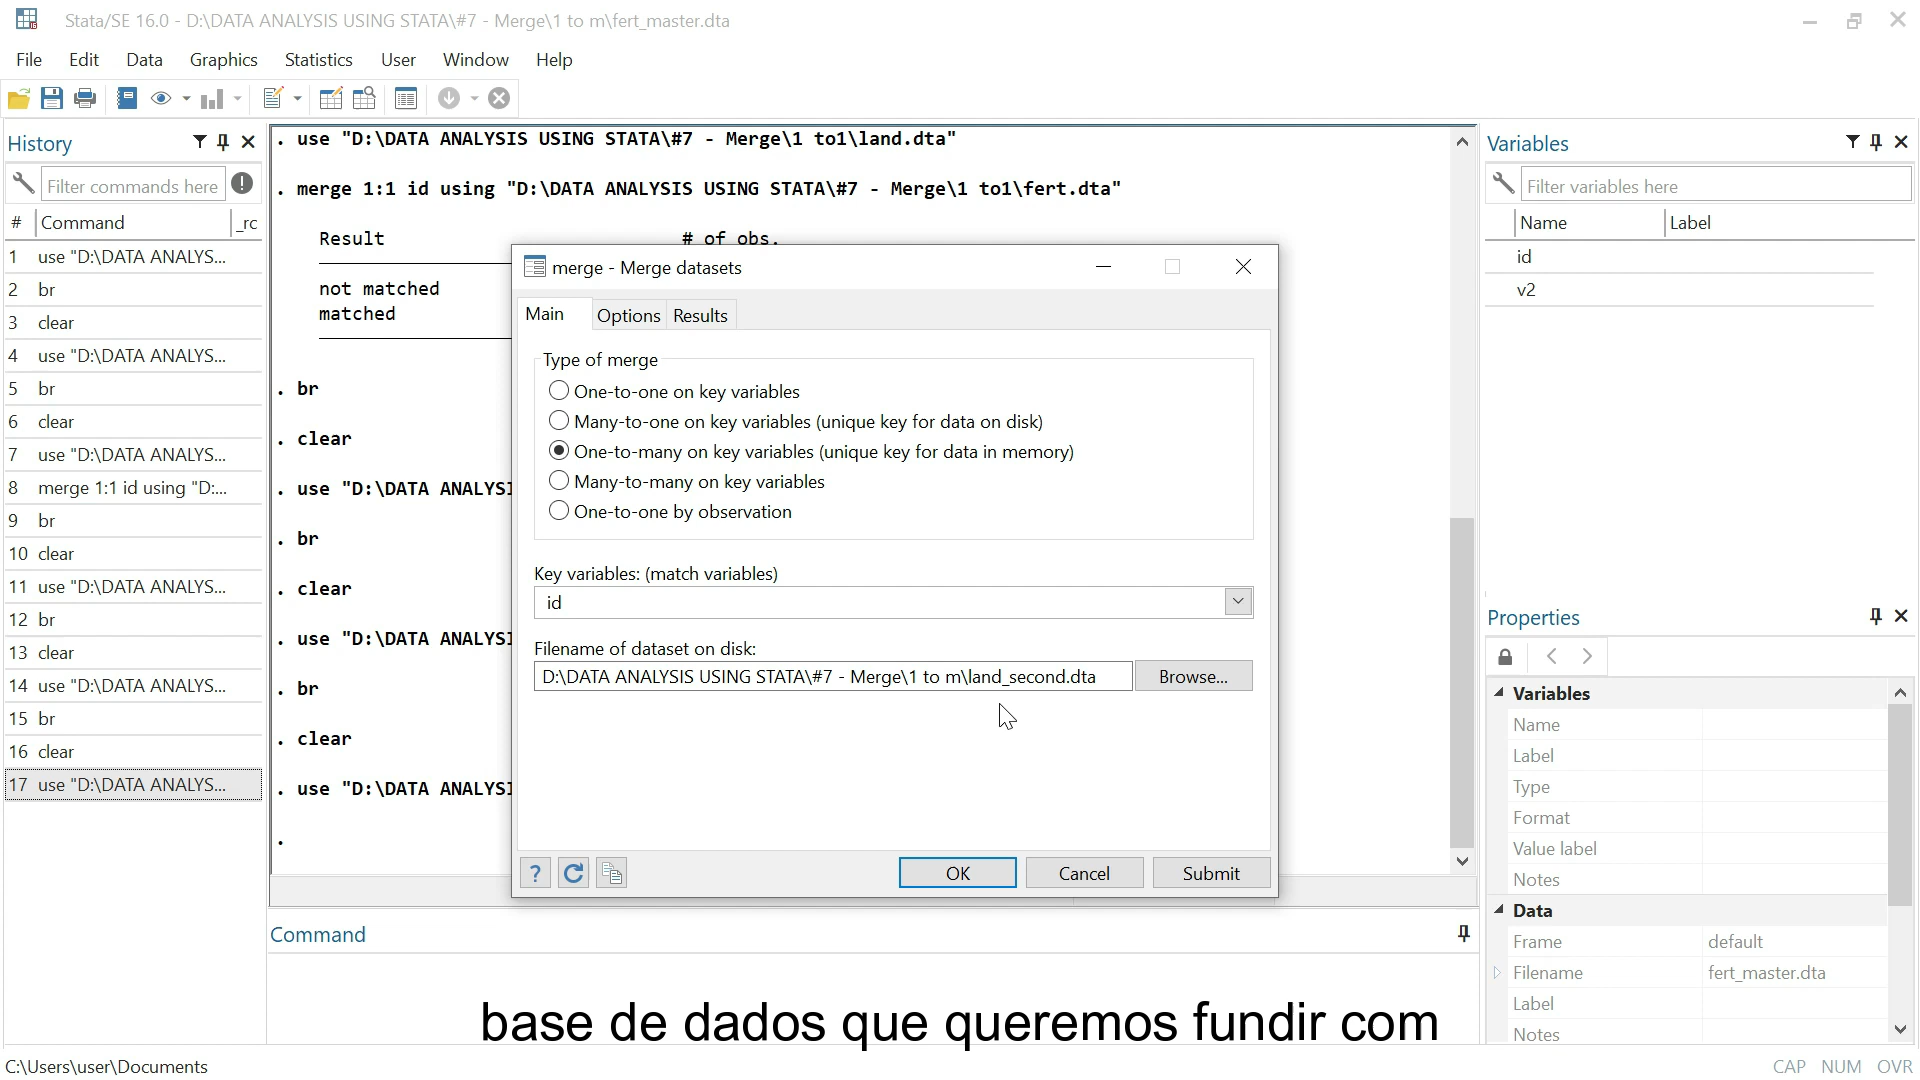 Stata/SE 16.0 - D:\DATA ANALYSIS USING STATA\#7 - Merge\1 to m\fert_master.dta
File Edit Data Graphics Statistics User Window Help
History
Filter commands here
# Command _rc
1 use "D:\DATA ANALYS...
2 br
3 clear
4 use "D:\DATA ANALYS...
5 br
6 clear
7 use "D:\DATA ANALYS...
8 merge 1:1 id using "D:...
9 br
10 clear
11 use "D:\DATA ANALYS...
12 br
13 clear
14 use "D:\DATA ANALYS...
15 br
16 clear
17 use "D:\DATA ANALYS...
. use "D:\DATA ANALYSIS USING STATA\#7 - Merge\1 to1\land.dta"
. merge 1:1 id using "D:\DATA ANALYSIS USING STATA\#7 - Merge\1 to1\fert.dta"
Result # of obs.
not matched
matched
. br
. clear
. use "D:\DATA ANALYSI
. br
. clear
. use "D:\DATA ANALYSI
. br
. clear
. use "D:\DATA ANALYSI
.
merge - Merge datasets
Main Options Results
Type of merge
One-to-one on key variables
Many-to-one on key variables (unique key for data on disk)
One-to-many on key variables (unique key for data in memory)
Many-to-many on key variables
One-to-one by observation
Key variables: (match variables)
id
Filename of dataset on disk:
D:\DATA ANALYSIS USING STATA\#7 - Merge\1 to m\land_second.dta Browse...
? OK Cancel Submit
Command
base de dados que queremos fundir com
Variables
Filter variables here
Name Label
id
v2
Properties
Variables
Name
Label
Type
Format
Value label
Notes
Data
Frame default
Filename fert_master.dta
Label
Notes
C:\Users\user\Documents
CAP NUM OVR